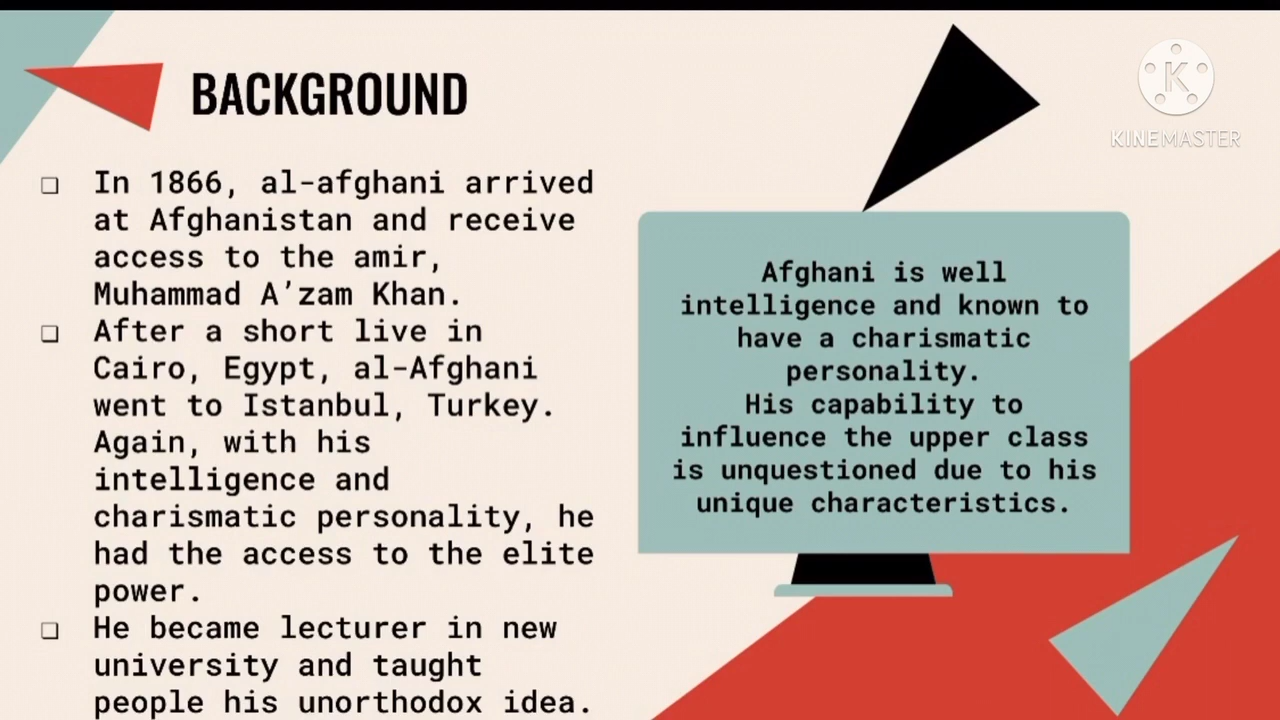 BACKGROUND
❑ In 1866, al-afghani arrived
at Afghanistan and receive
access to the amir,
Muhammad A’zam Khan.
❑ After a short live in
Cairo, Egypt, al-Afghani
went to Istanbul, Turkey.
Again, with his
intelligence and
charismatic personality, he
had the access to the elite
power.
❑ He became lecturer in new
university and taught
people his unorthodox idea.
Afghani is well
intelligence and known to
have a charismatic
personality.
His capability to
influence the upper class
is unquestioned due to his
unique characteristics.
K
KINEMASTER